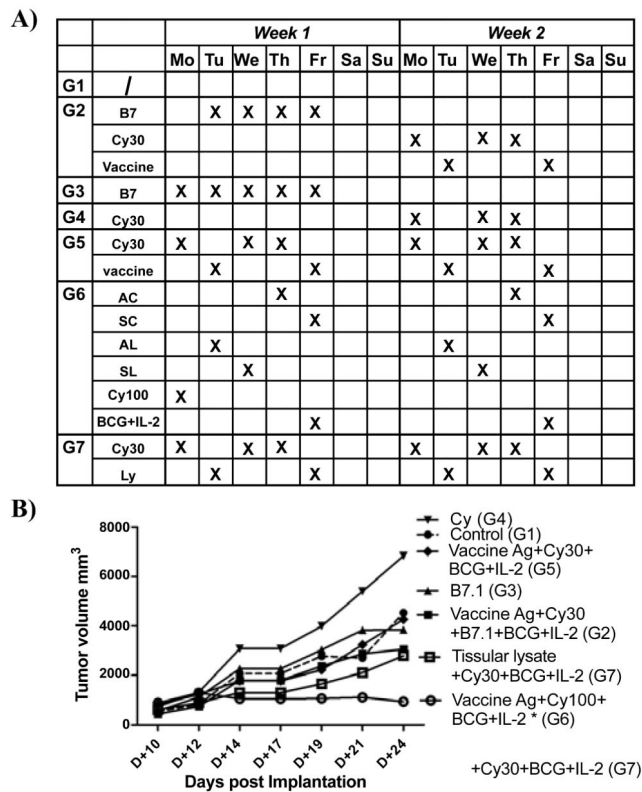 A)
Week 1 Week 2
Mo Tu We Th Fr Sa Su Mo Tu We Th Fr Sa Su
G1 /
G2 B7 X X X X
Cy30 X X X
Vaccine X X
G3 B7 X X X X X
G4 Cy30 X X X
G5 Cy30 X X X X X X
vaccine X X X X
G6 AC X X
SC X X
AL X X
SL X X
Cy100 X
BCG+IL-2 X X
G7 Cy30 X X X X X X
Ly X X X X
B)
Tumor volume mm3
8000
6000
4000
2000
0
D+10 D+12 D+14 D+17 D+19 D+21 D+24
Days post Implantation
Cy (G4)
Control (G1)
Vaccine Ag+Cy30+
BCG+IL-2 (G5)
B7.1 (G3)
Vaccine Ag+Cy30
+B7.1+BCG+IL-2 (G2)
Tissular lysate
+Cy30+BCG+IL-2 (G7)
Vaccine Ag+Cy100+
BCG+IL-2 * (G6)
+Cy30+BCG+IL-2 (G7)